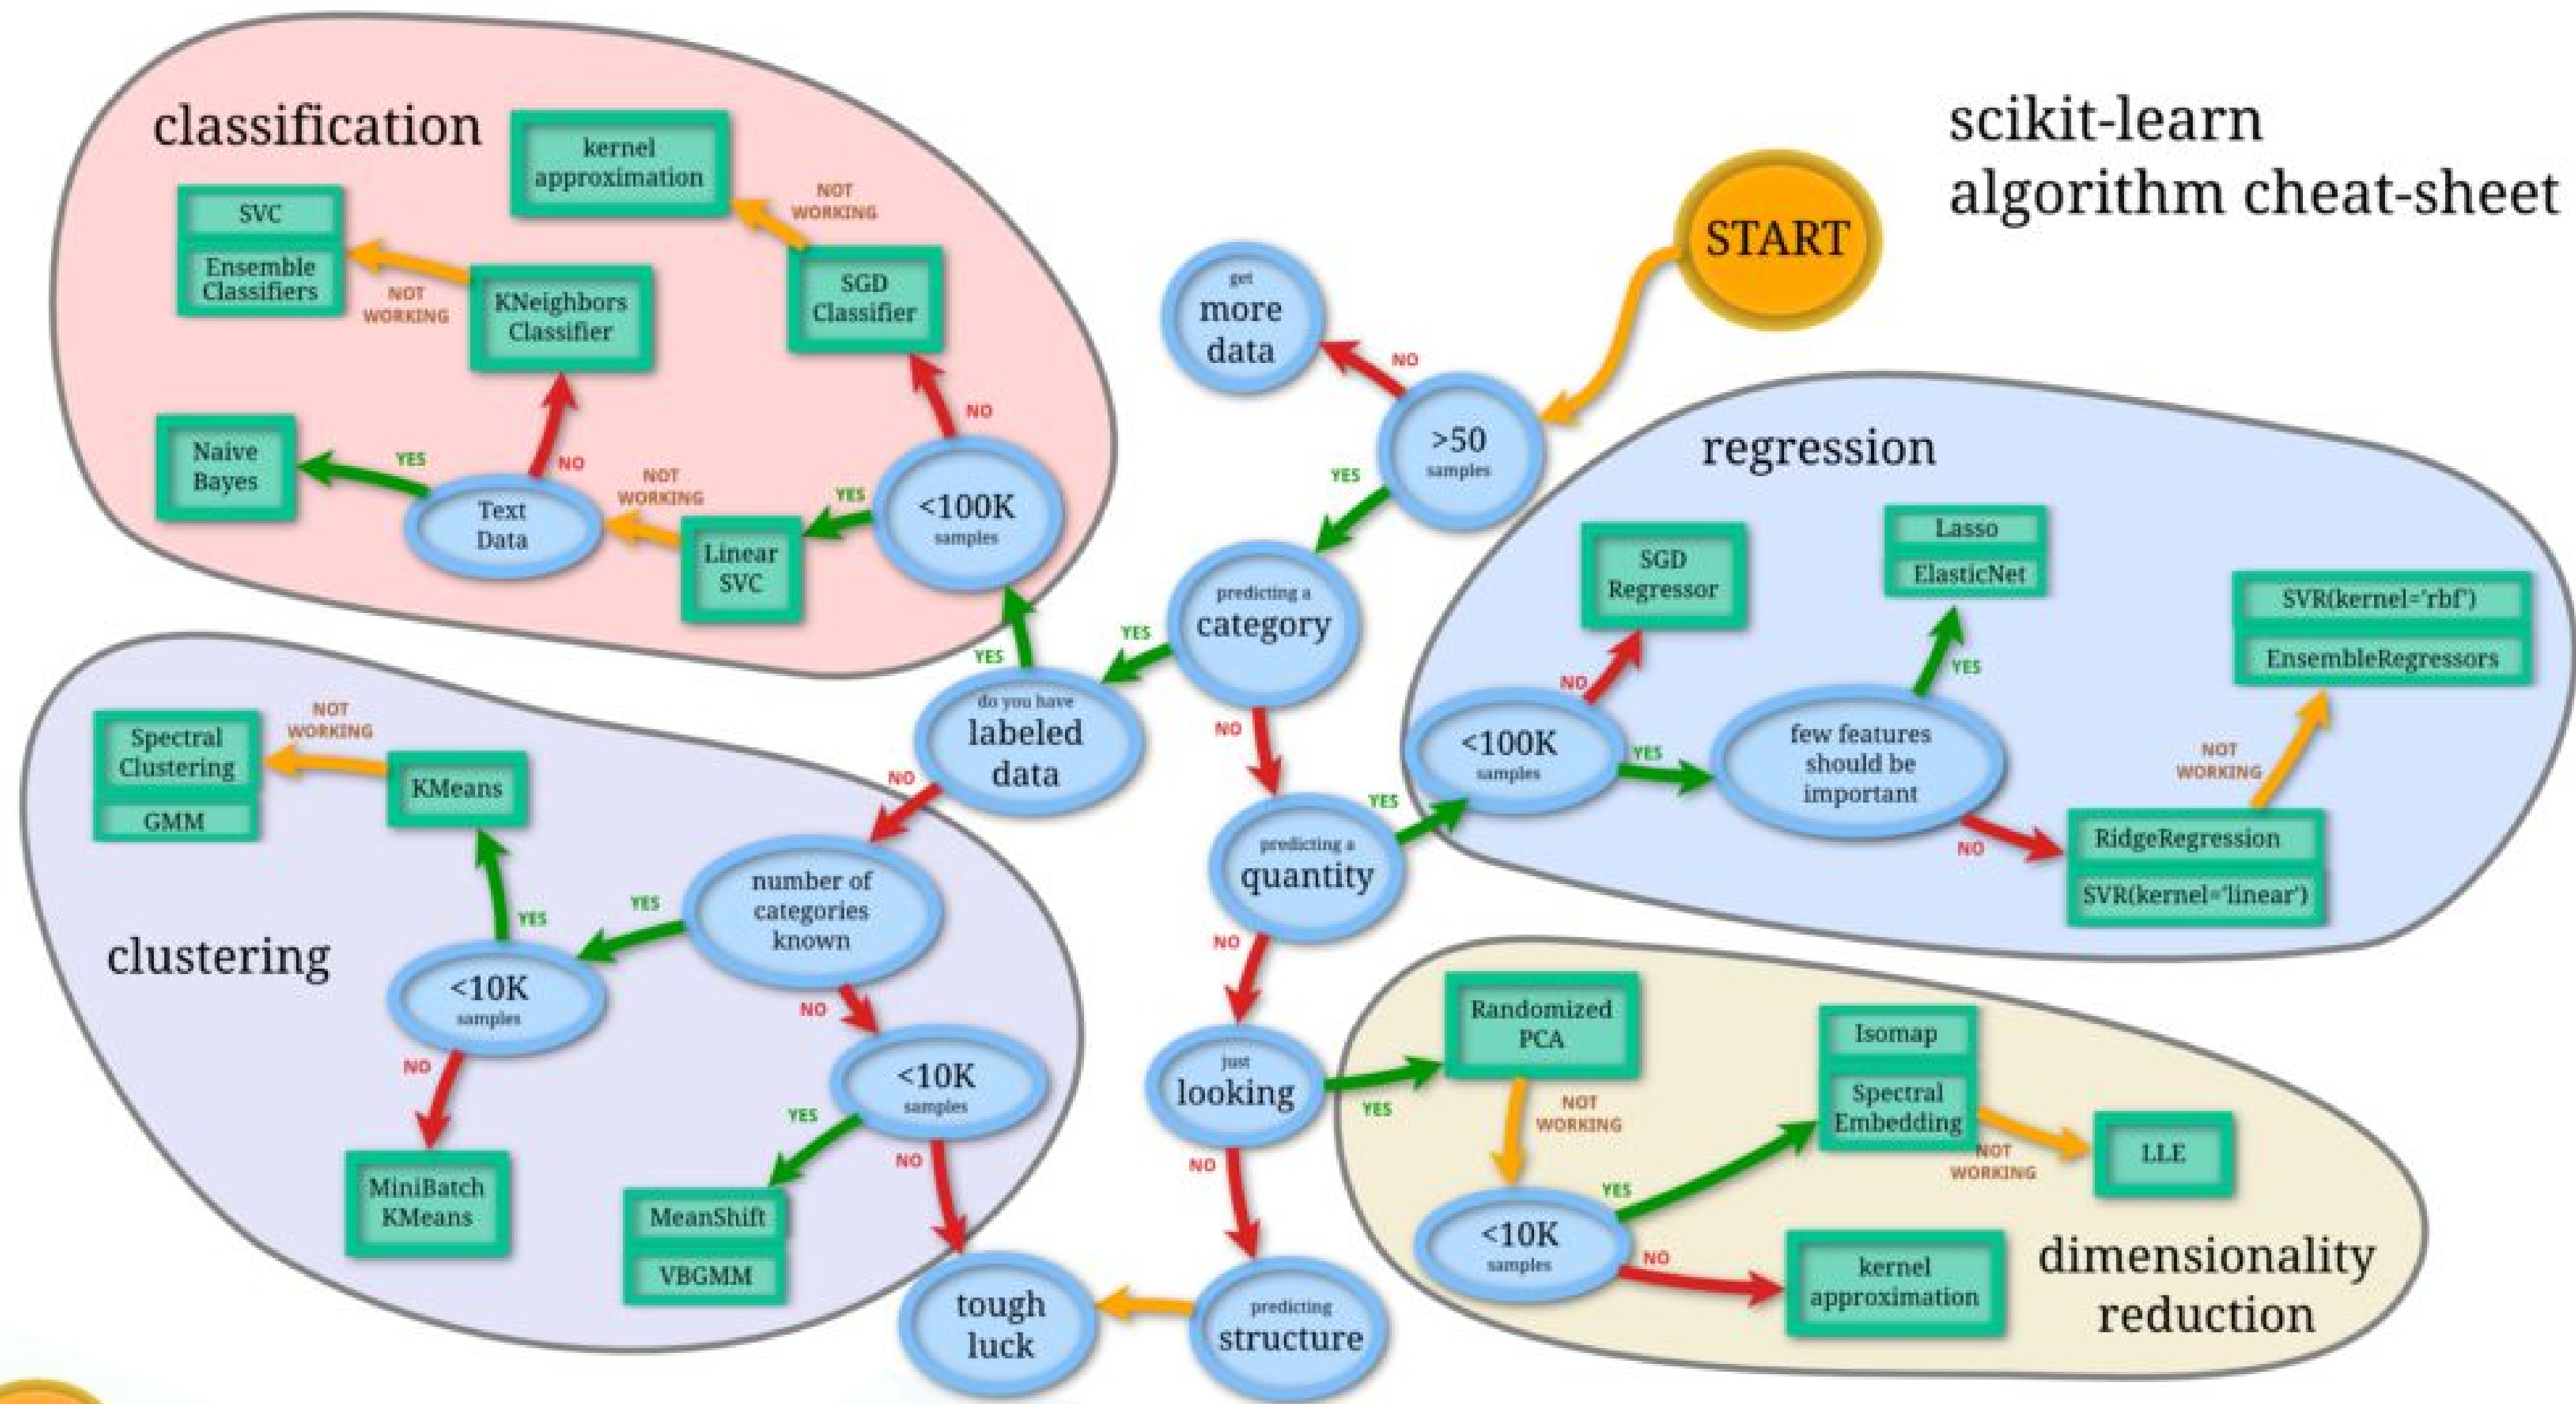 scikit-learn
algorithm cheat-sheet
START
>50
samples
NO
get
more
data
YES
predicting a
category
YES
NO
do you have
labeled
data
YES
NO
predicting a
quantity
YES
NO
just
looking
YES
NO
predicting
structure
tough
luck
classification
<100K
samples
NO
SGD
Classifier
NOT
WORKING
kernel
approximation
YES
Linear
SVC
NOT
WORKING
Text
Data
YES
Naive
Bayes
NO
KNeighbors
Classifier
NOT
WORKING
SVC
Ensemble
Classifiers
clustering
number of
categories
known
YES
<10K
samples
YES
KMeans
NOT
WORKING
Spectral
Clustering
GMM
NO
MiniBatch
KMeans
NO
<10K
samples
YES
MeanShift
VBGMM
NO
regression
<100K
samples
NO
SGD
Regressor
YES
few features
should be
important
YES
Lasso
ElasticNet
NO
RidgeRegression
SVR(kernel='linear')
NOT
WORKING
SVR(kernel='rbf')
EnsembleRegressors
dimensionality
reduction
Randomized
PCA
NOT
WORKING
<10K
samples
YES
Isomap
Spectral
Embedding
NOT
WORKING
LLE
NO
kernel
approximation